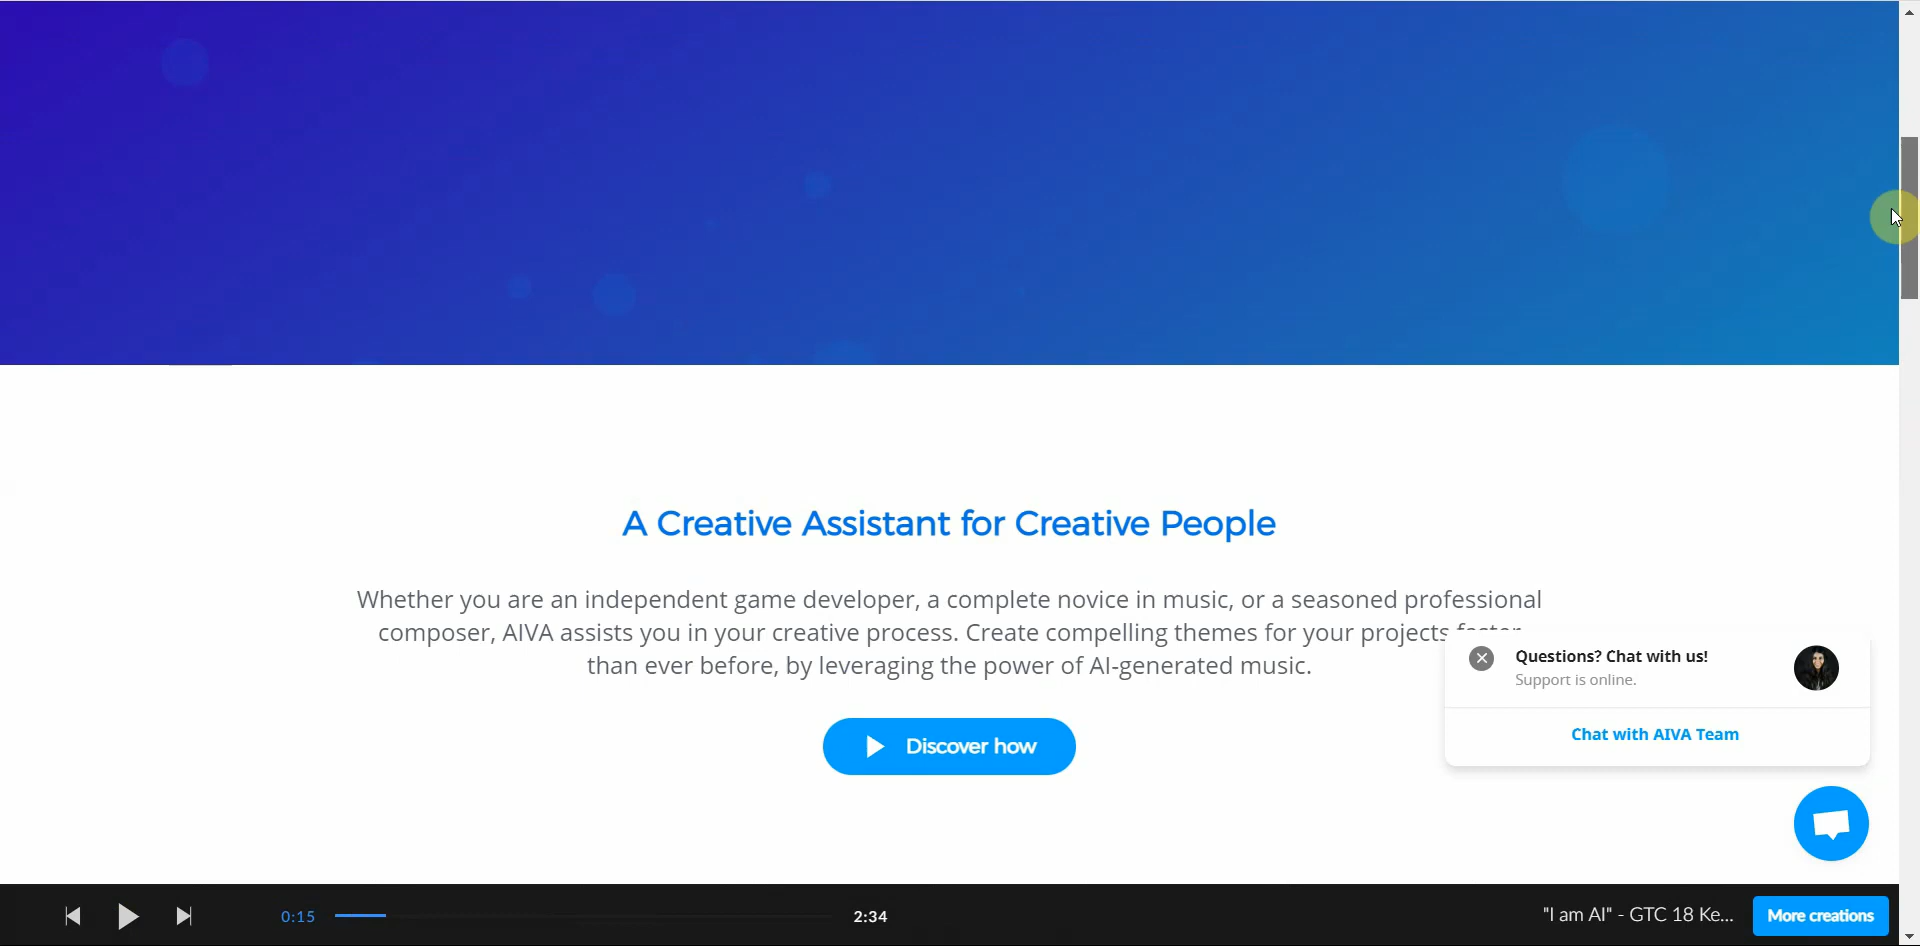 A Creative Assistant for Creative People
Whether you are an independent game developer, a complete novice in music, or a seasoned professional
composer, AIVA assists you in your creative process. Create compelling themes for your projects faster
than ever before, by leveraging the power of AI-generated music.
Questions? Chat with us!
Support is online.
Discover how
Chat with AIVA Team
0:15
2:34
"I am AI" - GTC 18 Ke...
More creations